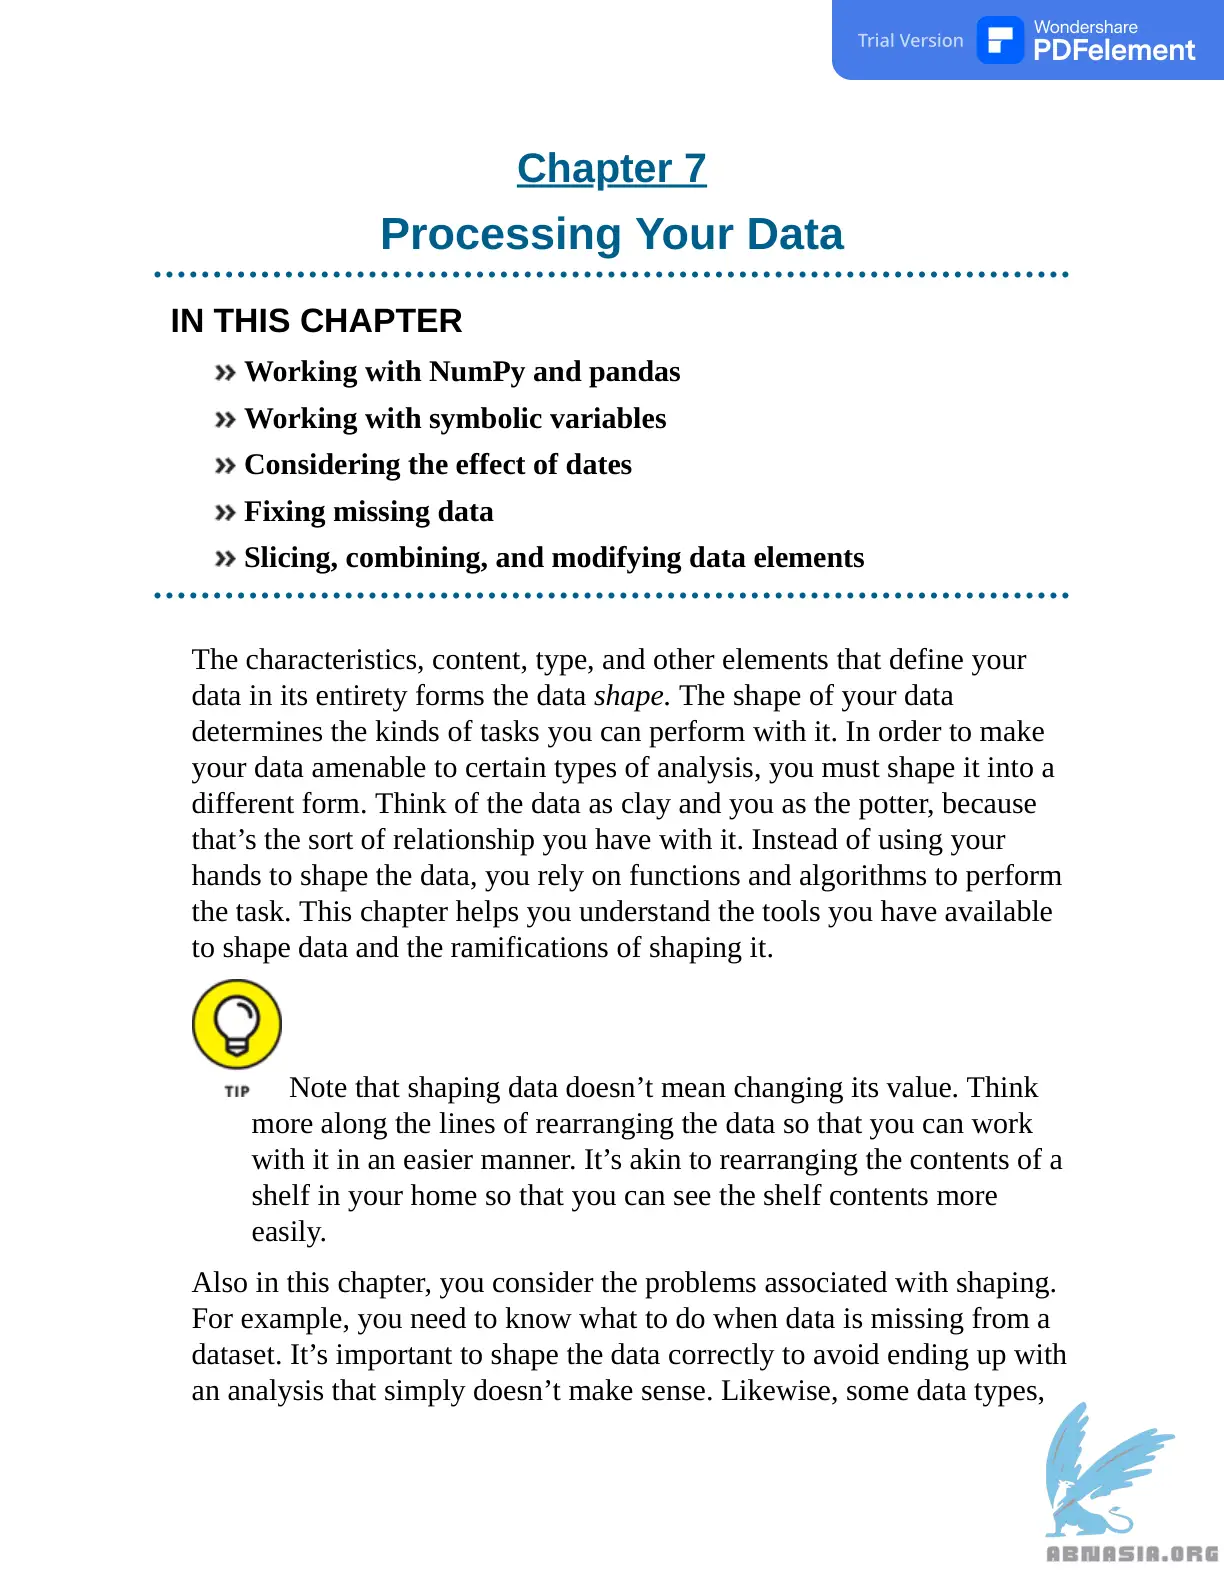 Trial Version
Wondershare
PDFelement
Chapter 7
Processing Your Data
IN THIS CHAPTER
» Working with NumPy and pandas
» Working with symbolic variables
» Considering the effect of dates
» Fixing missing data
» Slicing, combining, and modifying data elements
The characteristics, content, type, and other elements that define your
data in its entirety forms the data shape. The shape of your data
determines the kinds of tasks you can perform with it. In order to make
your data amenable to certain types of analysis, you must shape it into a
different form. Think of the data as clay and you as the potter, because
that’s the sort of relationship you have with it. Instead of using your
hands to shape the data, you rely on functions and algorithms to perform
the task. This chapter helps you understand the tools you have available
to shape data and the ramifications of shaping it.
TIP Note that shaping data doesn’t mean changing its value. Think
more along the lines of rearranging the data so that you can work
with it in an easier manner. It’s akin to rearranging the contents of a
shelf in your home so that you can see the shelf contents more
easily.
Also in this chapter, you consider the problems associated with shaping.
For example, you need to know what to do when data is missing from a
dataset. It’s important to shape the data correctly to avoid ending up with
an analysis that simply doesn’t make sense. Likewise, some data types,
ABNASIA.ORG